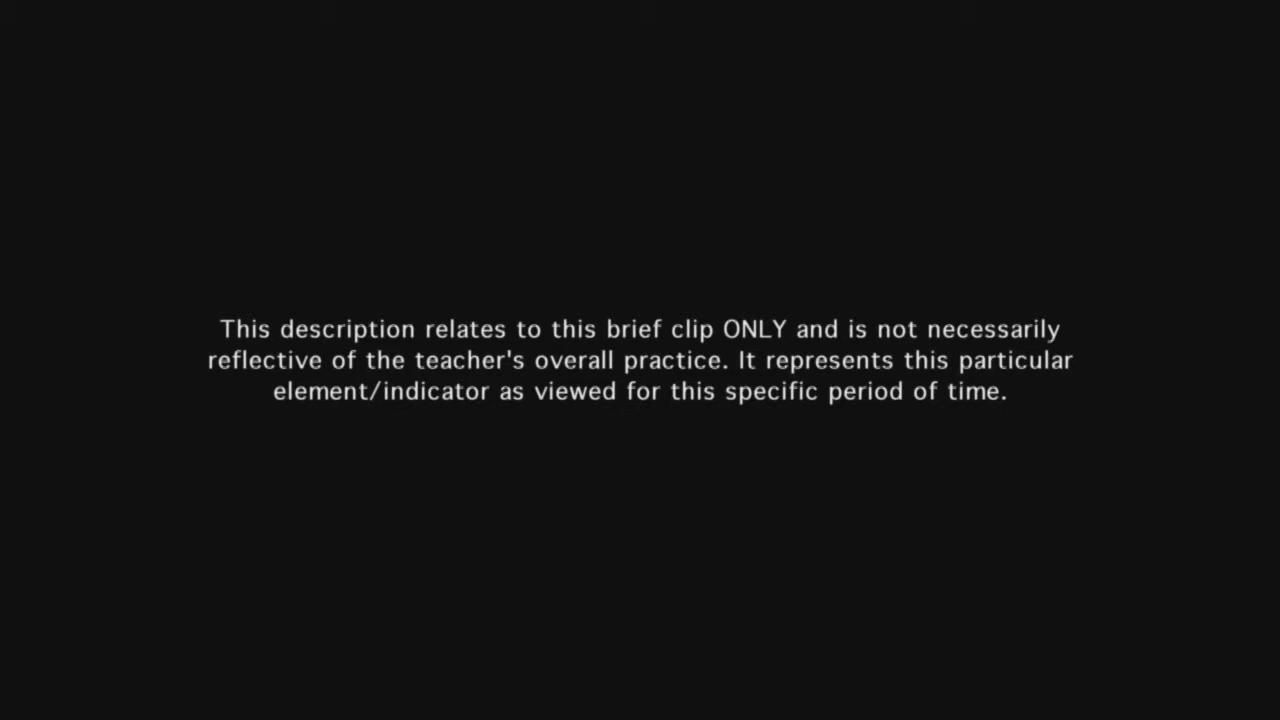 This description relates to this brief clip ONLY and is not necessarily
reflective of the teacher's overall practice. It represents this particular
element/indicator as viewed for this specific period of time.